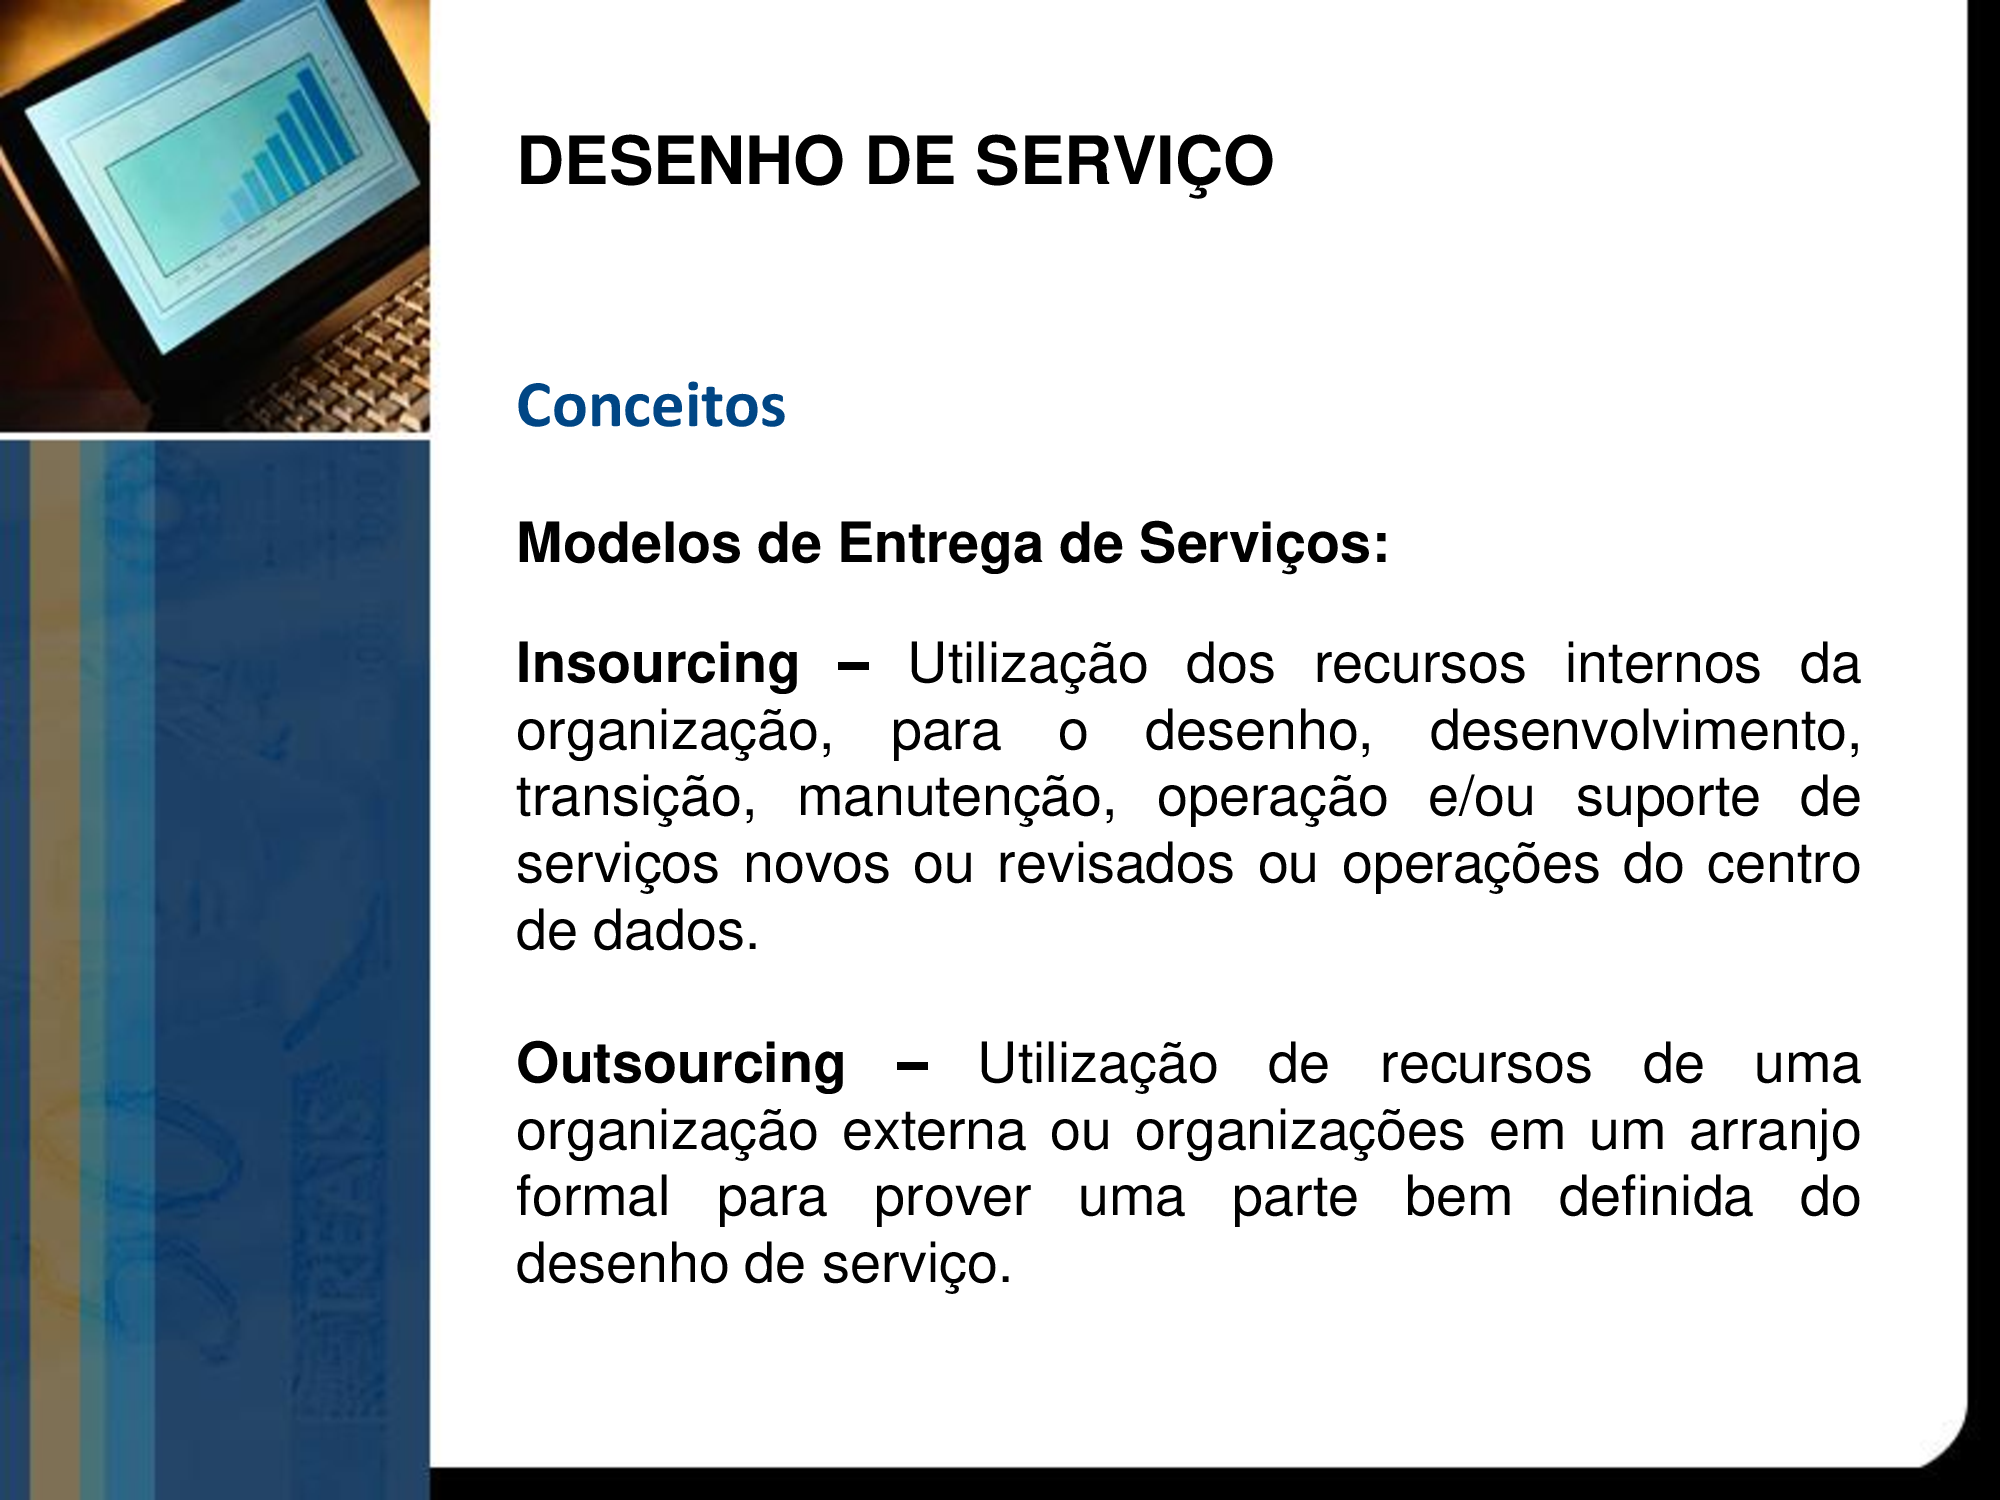 DESENHO DE SERVIÇO
Conceitos
Modelos de Entrega de Serviços:
Insourcing – Utilização dos recursos internos da
organização, para o desenho, desenvolvimento,
transição, manutenção, operação e/ou suporte de
serviços novos ou revisados ou operações do centro
de dados.
Outsourcing – Utilização de recursos de uma
organização externa ou organizações em um arranjo
formal para prover uma parte bem definida do
desenho de serviço.
REAIS